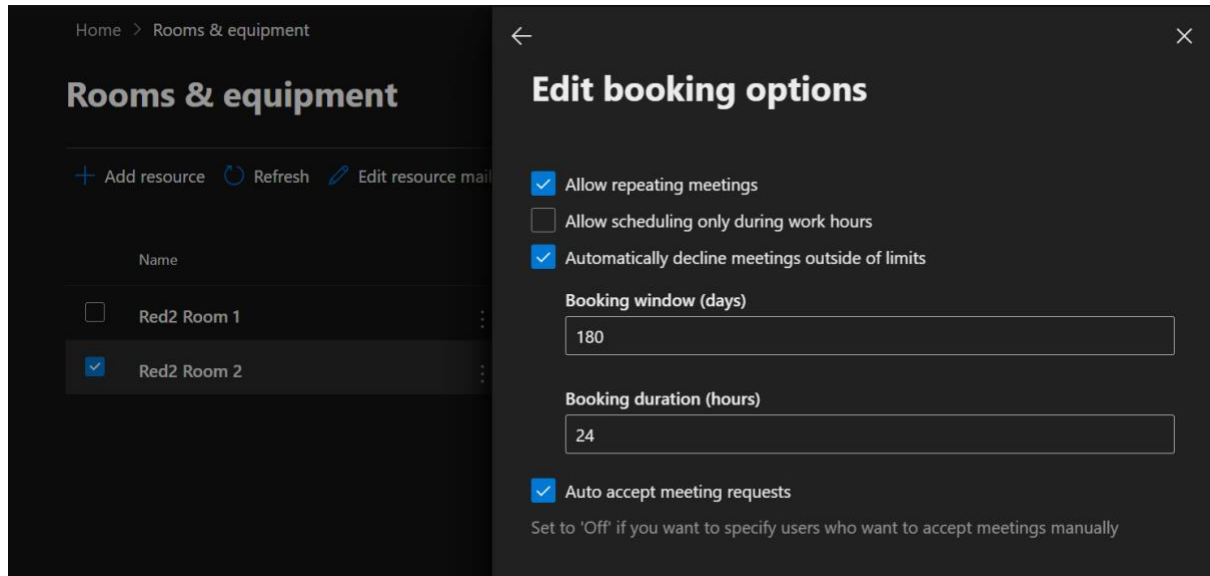 Home > Rooms & equipment
Rooms & equipment
Add resource Refresh Edit resource mail
Name
Red2 Room 1
Red2 Room 2
Edit booking options
Allow repeating meetings
Allow scheduling only during work hours
Automatically decline meetings outside of limits
Booking window (days)
180
Booking duration (hours)
24
Auto accept meeting requests
Set to 'Off' if you want to specify users who want to accept meetings manually